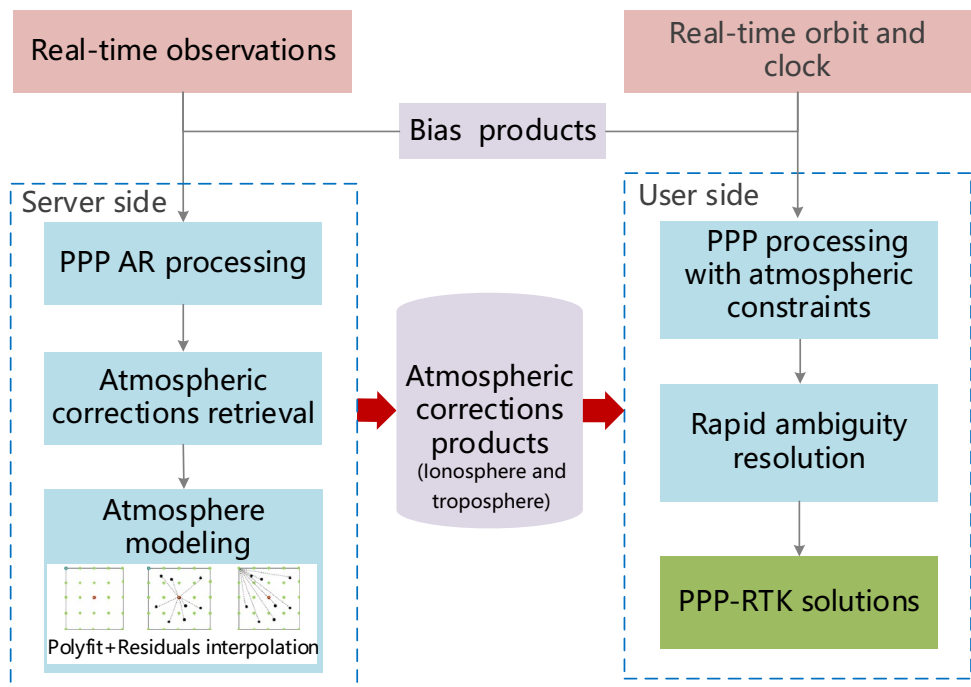 Real-time observations
Real-time orbit and
clock
Bias products
Server side
PPP AR processing
Atmospheric
corrections retrieval
Atmosphere
modeling
Polyfit+Residuals interpolation
Atmospheric
corrections
products
(Ionosphere and
troposphere)
User side
PPP processing
with atmospheric
constraints
Rapid ambiguity
resolution
PPP-RTK solutions